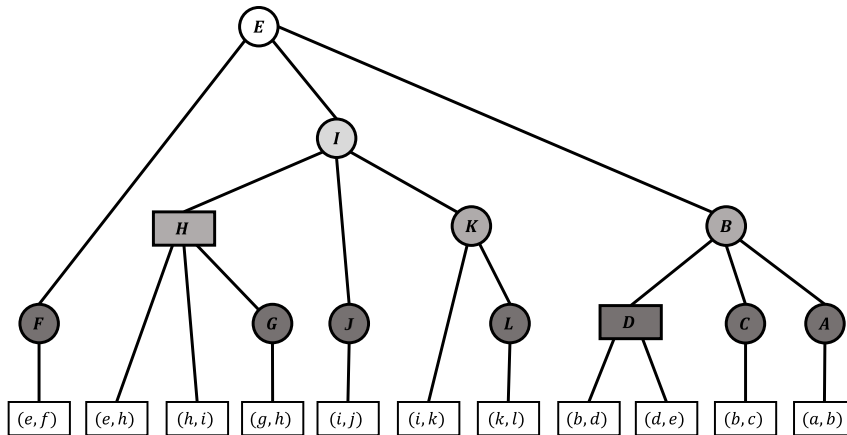 E
I
H
K
B
F
G
J
L
D
C
A
(e, f)
(e, h)
(h, i)
(g, h)
(i, j)
(i, k)
(k, l)
(b, d)
(d, e)
(b, c)
(a, b)